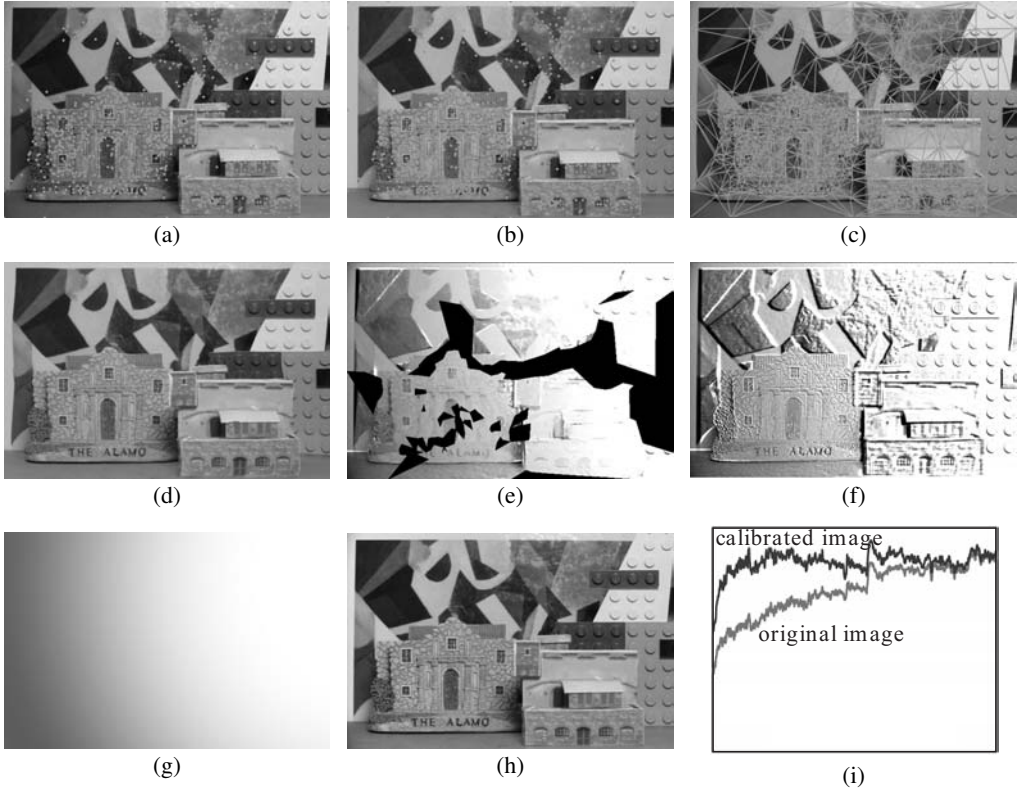 (a)
(b)
(c)
THE ALAMO
(d)
(e)
THE ALAMO
(f)
calibrated image
original image
(g)
THE ALAMO
(h)
(i)